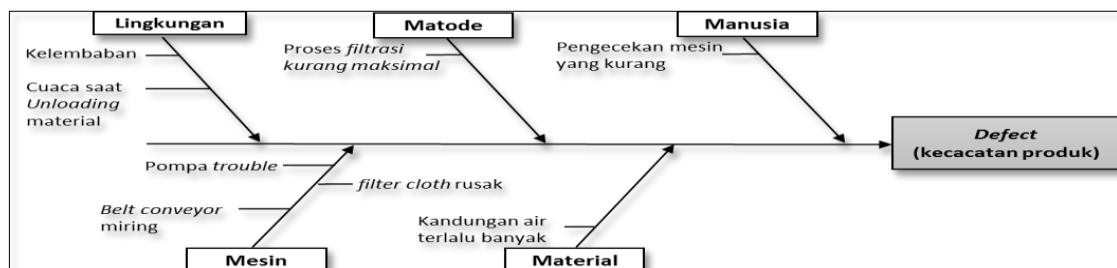 Lingkungan
Matode
Manusia
Kelembaban
Cuaca saat
Unloading
material
Proses filtrasi
kurang maksimal
Pengecekan mesin
yang kurang
Defect
(kecacatan produk)
Pompa trouble
filter cloth rusak
Belt conveyor
miring
Kandungan air
terlalu banyak
Mesin
Material